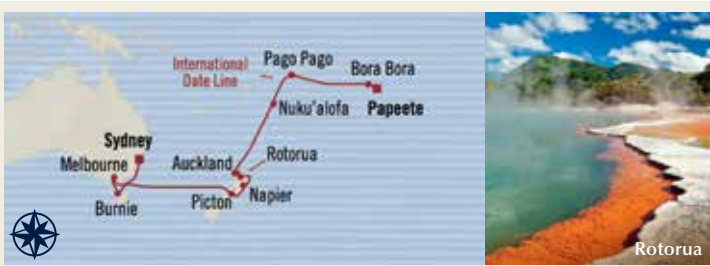 International
Date Line
Pago Pago
Bora Bora
Nuku'alofa
Papeete
Sydney
Melbourne
Auckland
Rotorua
Burnie
Picton
Napier
Rotorua